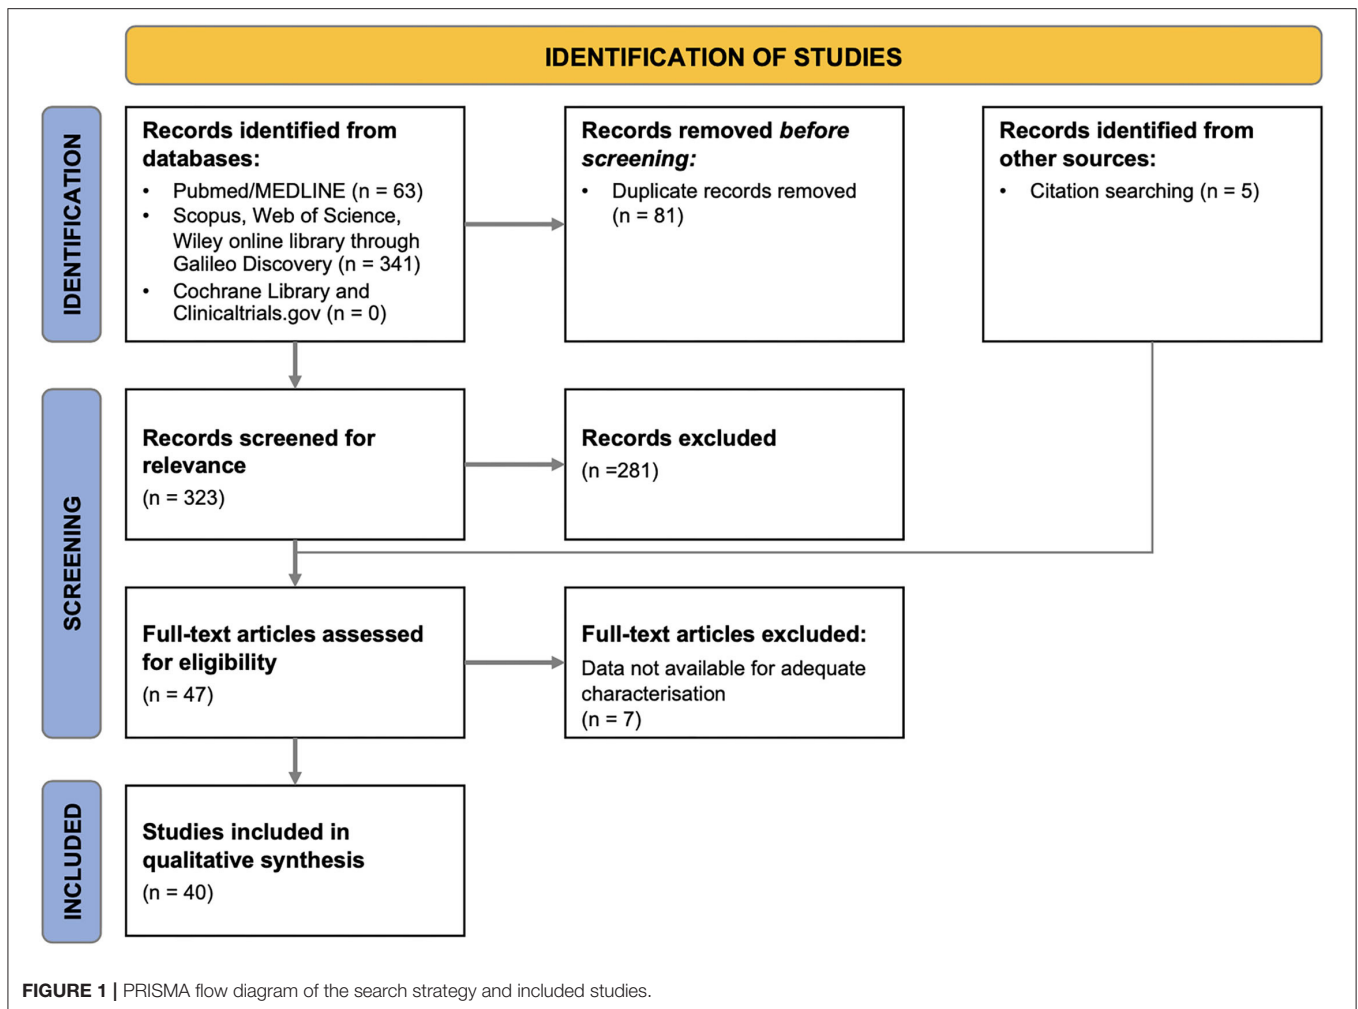 IDENTIFICATION OF STUDIES
IDENTIFICATION
Records identified from
databases:
• Pubmed/MEDLINE (n = 63)
• Scopus, Web of Science,
Wiley online library through
Galileo Discovery (n = 341)
• Cochrane Library and
Clinicaltrials.gov (n = 0)
Records removed before
screening:
• Duplicate records removed
(n = 81)
Records identified from
other sources:
• Citation searching (n = 5)
SCREENING
Records screened for
relevance
(n = 323)
Records excluded
(n =281)
Full-text articles assessed
for eligibility
(n = 47)
Full-text articles excluded:
Data not available for adequate
characterisation
(n = 7)
INCLUDED
Studies included in
qualitative synthesis
(n = 40)
FIGURE 1 | PRISMA flow diagram of the search strategy and included studies.